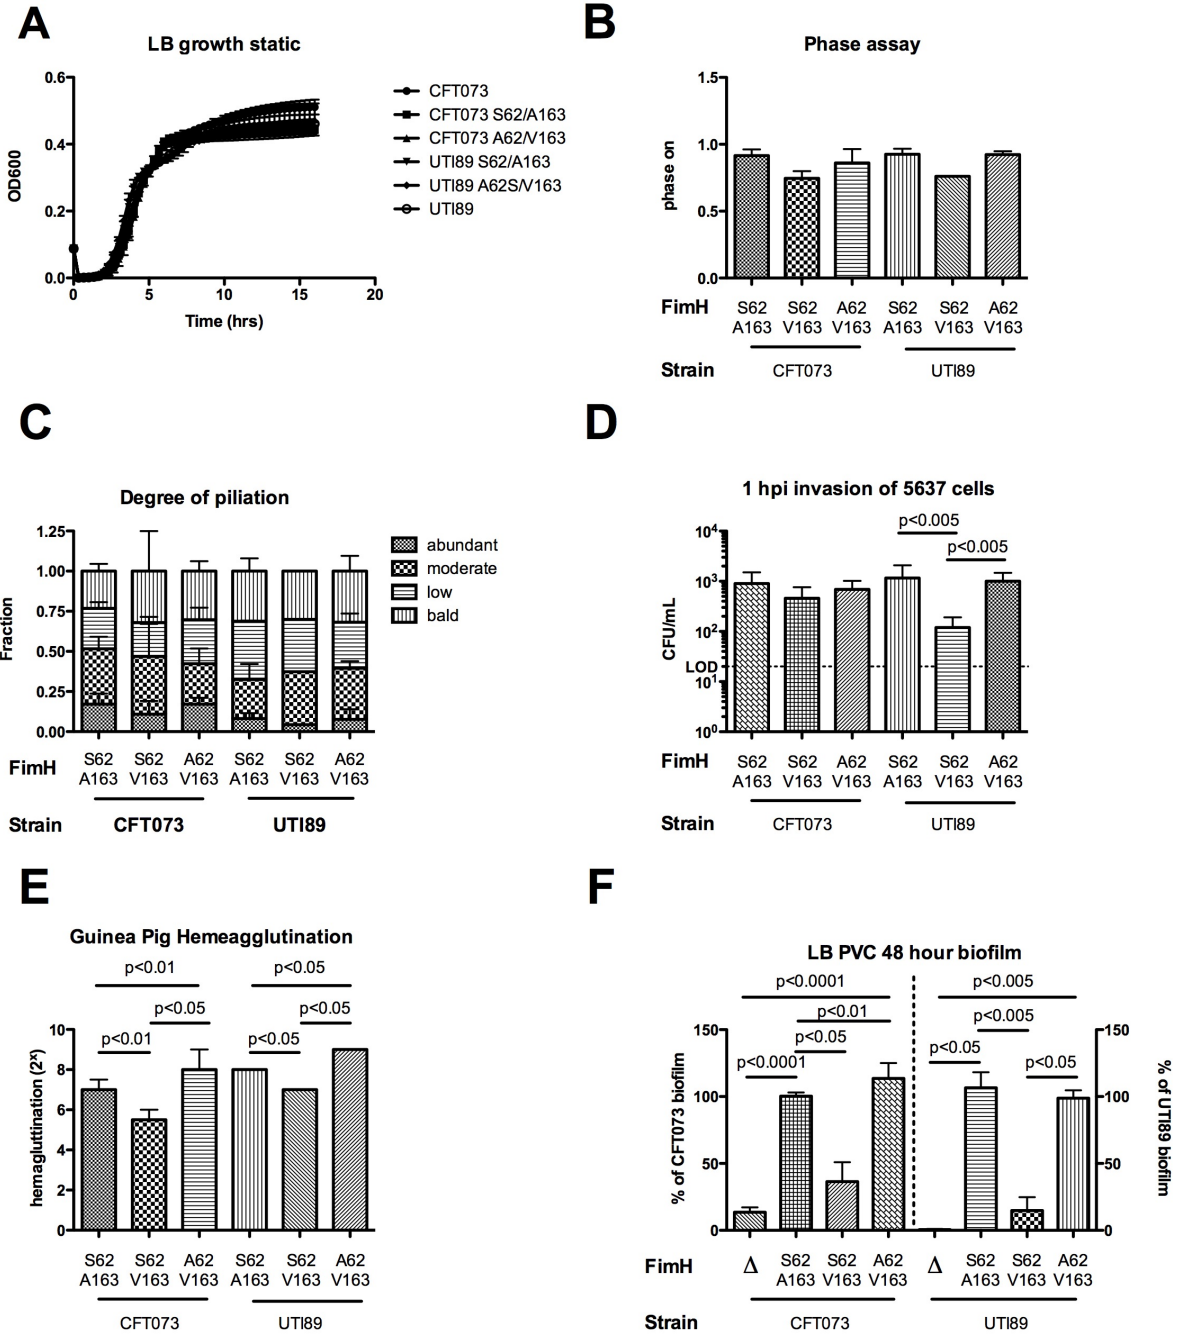 A
LB growth static
OD600
0.6
0.4
0.2
0.0
0 5 10 15 20
Time (hrs)
CFT073
CFT073 S62/A163
CFT073 A62/V163
UTI89 S62/A163
UTI89 A62S/V163
UTI89
B
Phase assay
phase on
1.5
1.0
0.5
0.0
FimH
S62 S62 A62 S62 S62 A62
A163 V163 V163 A163 V163 V163
Strain CFT073 UTI89
C
Degree of piliation
Fraction
1.25
1.00
0.75
0.50
0.25
0.00
abundant
moderate
low
bald
FimH
S62 S62 A62 S62 S62 A62
A163 V163 V163 A163 V163 V163
Strain CFT073 UTI89
D
1 hpi invasion of 5637 cells
p<0.005
p<0.005
CFU/mL
10⁴
10³
10²
LOD
10¹
10⁰
FimH
S62 S62 A62 S62 S62 A62
A163 V163 V163 A163 V163 V163
Strain CFT073 UTI89
E
Guinea Pig Hemeagglutination
p<0.01 p<0.05
p<0.05 p<0.05
p<0.01 p<0.05
hemagluttination (2ˣ)
10
8
6
4
2
0
S62 S62 A62 S62 S62 A62
A163 V163 V163 A163 V163 V163
CFT073 UTI89
F
LB PVC 48 hour biofilm
p<0.0001 p<0.005
p<0.01 p<0.005
p<0.05 p<0.05
p<0.0001 p<0.05
% of CFT073 biofilm
150
100
50
0
150
100
50
0
% of UTI89 biofilm
FimH
Δ S62 S62 A62 Δ S62 S62 A62
A163 V163 V163 A163 V163 V163
Strain CFT073 UTI89